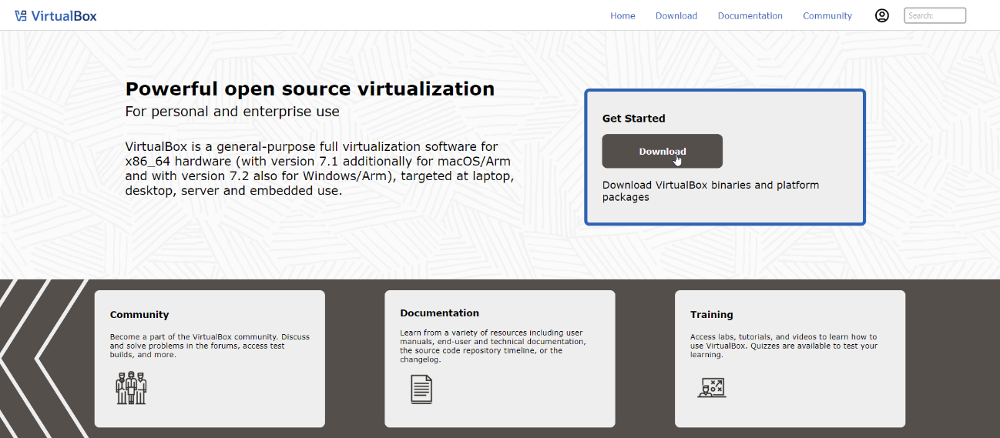 VirtualBox
Home
Download
Documentation
Community
Search:
Powerful open source virtualization
For personal and enterprise use
VirtualBox is a general-purpose full virtualization software for
x86_64 hardware (with version 7.1 additionally for macOS/Arm
and with version 7.2 also for Windows/Arm), targeted at laptop,
desktop, server and embedded use.
Get Started
Download
Download VirtualBox binaries and platform
packages
Community
Become a part of the VirtualBox community. Discuss
and solve problems in the forums, access test
builds, and more.
Documentation
Learn from a variety of resources including user
manuals, end-user and technical documentation,
the source code repository timeline, or the
changelog.
Training
Access labs, tutorials, and videos to learn how to
use VirtualBox. Quizzes are available to test your
learning.